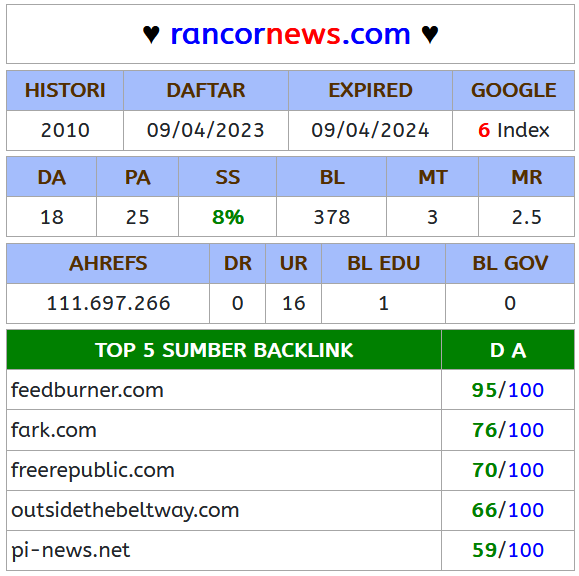 ♥ rancornews.com ♥
HISTORI DAFTAR EXPIRED GOOGLE
2010 09/04/2023 09/04/2024 6 Index
DA PA SS BL MT MR
18 25 8% 378 3 2.5
AHREFS DR UR BL EDU BL GOV
111.697.266 0 16 1 0
TOP 5 SUMBER BACKLINK D A
feedburner.com 95/100
fark.com 76/100
freerepublic.com 70/100
outsidethebeltway.com 66/100
pi-news.net 59/100